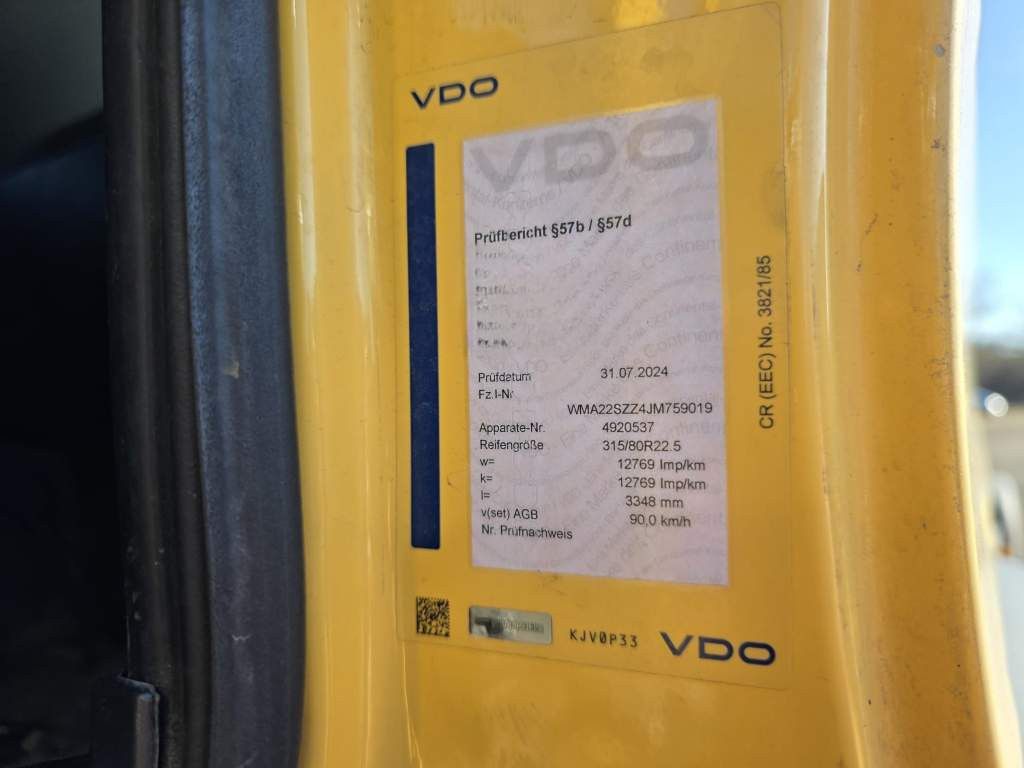 VDO
VDO
Prüfbericht §57b / §57d
Prüfdatum 31.07.2024
Fz.I-Nr
WMA22SZZ4JM759019
Apparate-Nr. 4920537
Reifengröße 315/80R22.5
w= 12769 Imp/km
k= 12769 Imp/km
l= 3348 mm
v(set) AGB 90,0 km/h
Nr. Prüfnachweis
CR (EEC) No. 3821/85
KJV0P33
VDO